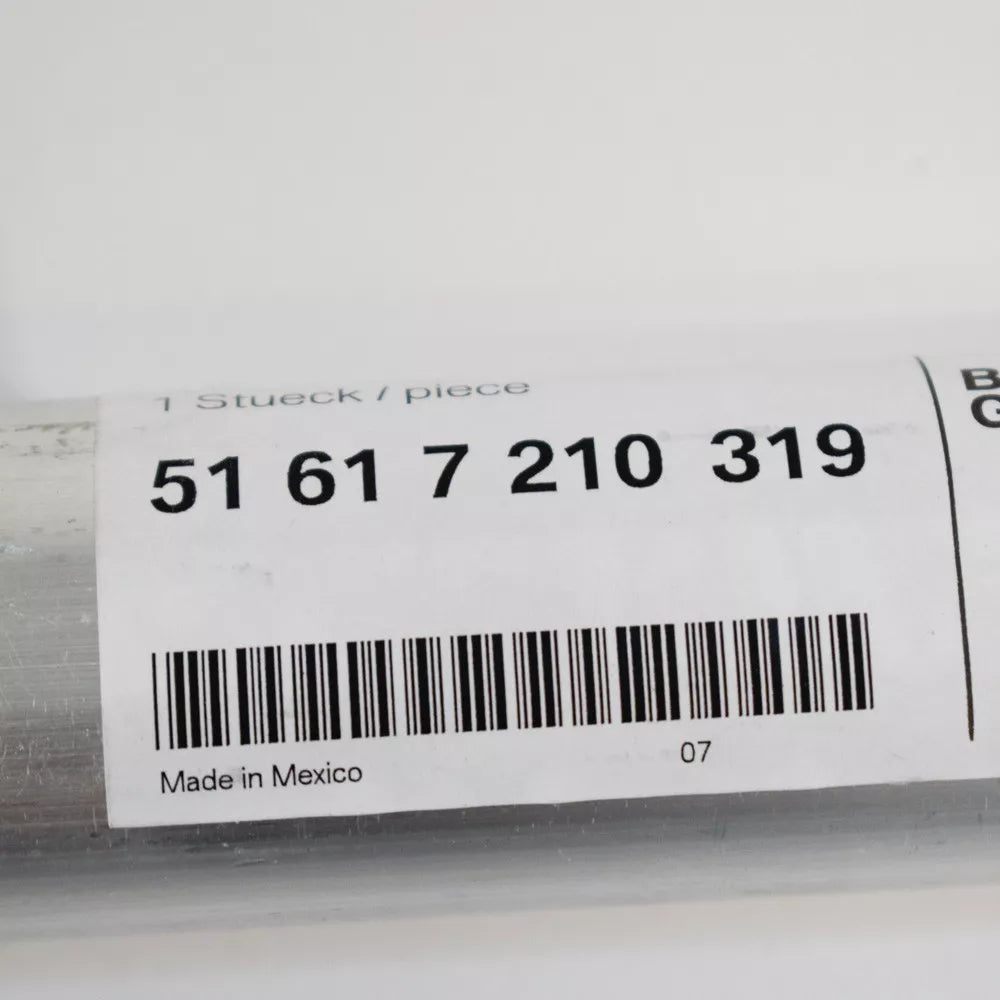 1 Stueck / piece
51 61 7 210 319
B
G
Made in Mexico
07